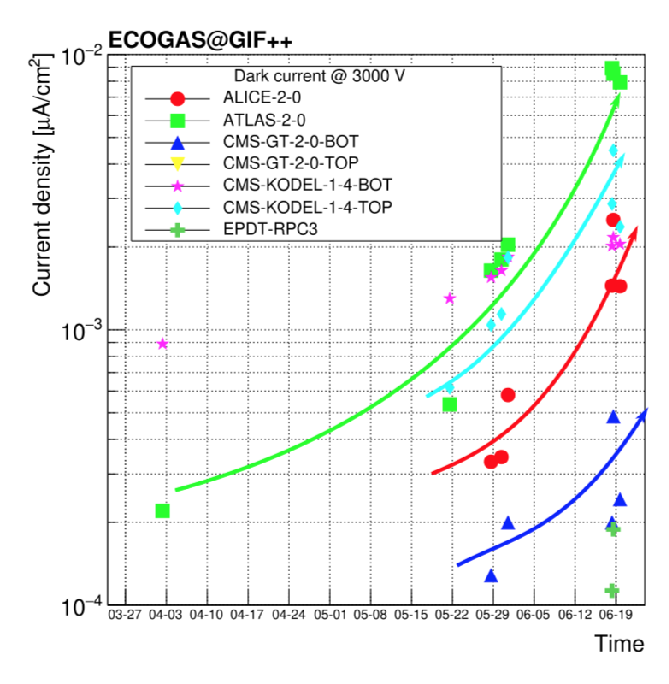 ECOGAS@GIF++
Current density [μA/cm²]
10⁻²
10⁻³
10⁻⁴
Dark current @ 3000 V
ALICE-2-0
ATLAS-2-0
CMS-GT-2-0-BOT
CMS-GT-2-0-TOP
CMS-KODEL-1-4-BOT
CMS-KODEL-1-4-TOP
EPDT-RPC3
03-27 04-03 04-10 04-17 04-24 05-01 05-08 05-15 05-22 05-29 06-05 06-12 06-19
Time